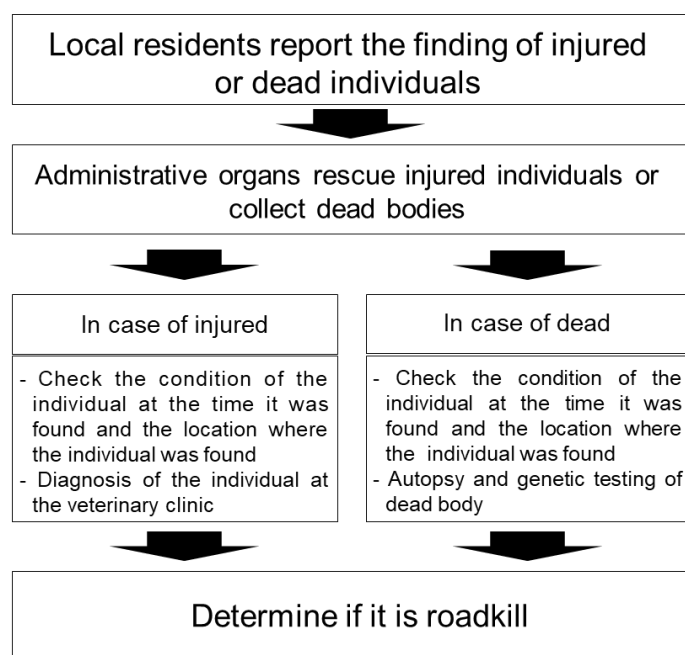 Local residents report the finding of injured
or dead individuals
Administrative organs rescue injured individuals or
collect dead bodies
In case of injured
- Check the condition of the
individual at the time it was
found and the location where
the individual was found
- Diagnosis of the individual at
the veterinary clinic
In case of dead
- Check the condition of the
individual at the time it was
found and the location where
the individual was found
- Autopsy and genetic testing of
dead body
Determine if it is roadkill